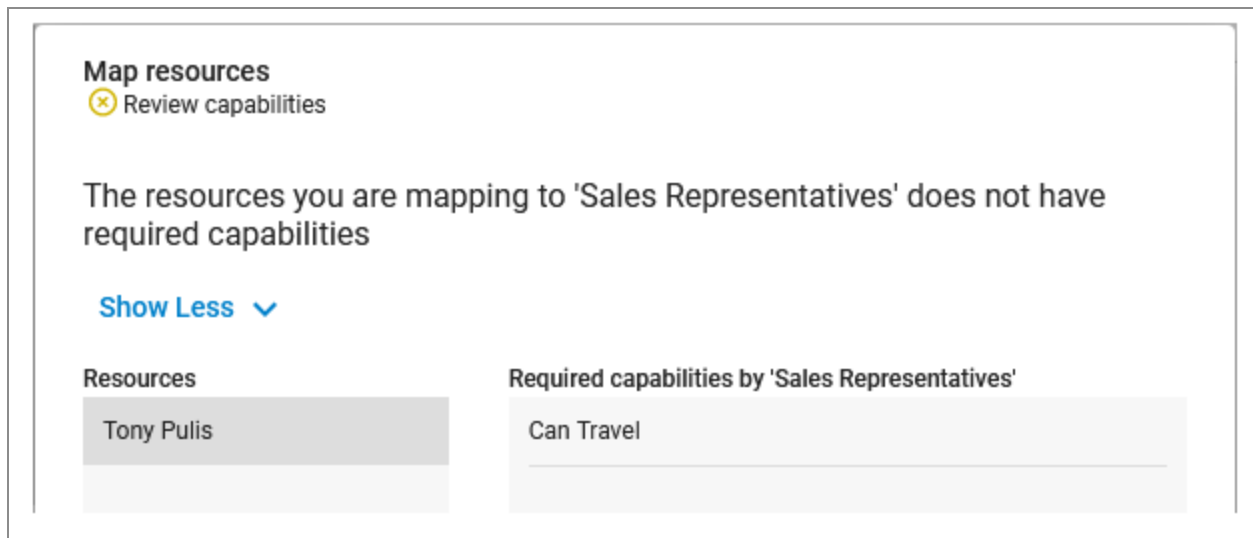 Map resources
Review capabilities
The resources you are mapping to 'Sales Representatives' does not have
required capabilities
Show Less
Resources
Required capabilities by 'Sales Representatives'
Tony Pulis
Can Travel